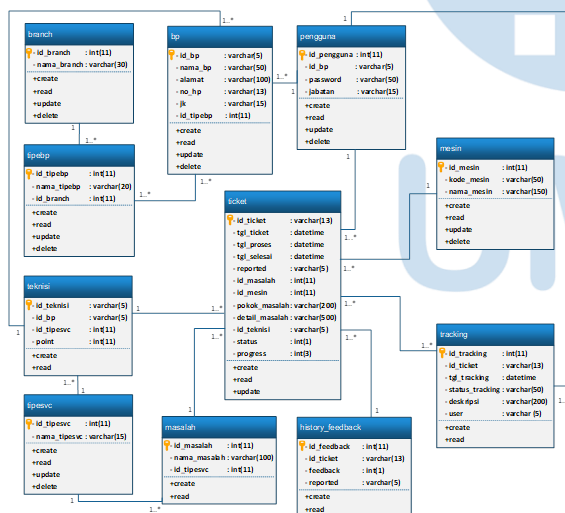 branch
id_branch : int(11)
- nama_branch : varchar(30)
+create
+read
+update
+delete
1
1..*
tipebp
- id_tipebp : int(11)
- nama_tipebp : varchar(20)
- id_branch : int(11)
+create
+read
+update
+delete
1..*
1..*
1..*
bp
- id_bp : varchar(5)
- nama_bp : varchar(50)
- alamat : varchar(100)
- no_hp : varchar(13)
- jk : varchar(15)
- id_tipebp : int(11)
+create
+read
+update
+delete
1..*
1
1
pengguna
- id_pengguna : int(11)
- id_bp : varchar(5)
- password : varchar(50)
- jabatan : varchar(15)
+create
+read
+update
+delete
1
1..*
mesin
- id_mesin : int(11)
- kode_mesin : varchar(50)
- nama_mesin : varchar(150)
+create
+read
+update
+delete
1
1..*
ticket
- id_ticket : varchar(13)
- tgl_ticket : datetime
- tgl_proses : datetime
- tgl_selesai : datetime
- reported : varchar(5)
- id_masalah : int(11)
- id_mesin : int(11)
- pokok_masalah : varchar(200)
- detail_masalah : varchar(500)
- id_teknisi : varchar(5)
- status : int(1)
- progress : int(3)
+create
+read
+update
1..*
1..*
1..*
1..*
1..*
teknisi
- id_teknisi : varchar(5)
- id_bp : varchar(5)
- id_tipesvc : int(11)
- point : int(11)
+create
+read
1
1
1..*
1
tipesvc
- id_tipesvc : int(11)
- nama_tipesvc : varchar(15)
+create
+read
+update
+delete
1
1..*
masalah
- id_masalah : int(11)
- nama_masalah : varchar(100)
- id_tipesvc : int(11)
+create
+read
1
history_feedback
- id_feedback : int(11)
- id_ticket : varchar(13)
- feedback : int(1)
- reported : varchar(5)
+create
+read
1
tracking
- id_tracking : int(11)
- id_ticket : varchar(13)
- tgl_tracking : datetime
- status_tracking : varchar(50)
- deskripsi : varchar(200)
- user : varchar (5)
+create
+read
1..